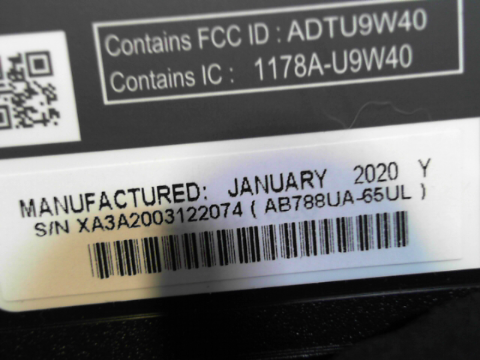 Contains FCC ID : ADTU9W40
Contains IC : 1178A-U9W40
MANUFACTURED: JANUARY 2020 Y
S/N XA3A2003122074 ( AB788UA-65UL )